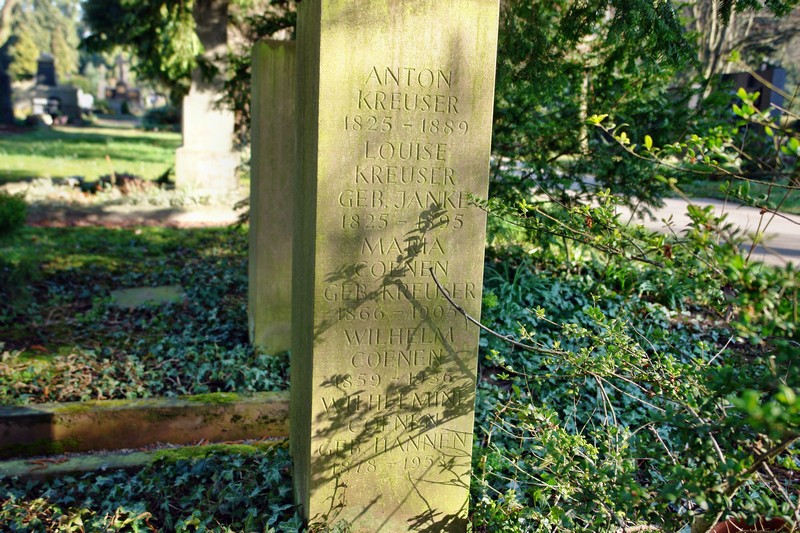 ANTON
KREUSER
1825 – 1889
LOUISE
KREUSER
GEB. JANKE
1825 –
MARIA
COENEN
GEB. KREUSER
1866 –
WILHELM
COENEN
1859 –
WILHELMINE
COENEN
GEB. HANNEN
1878 –